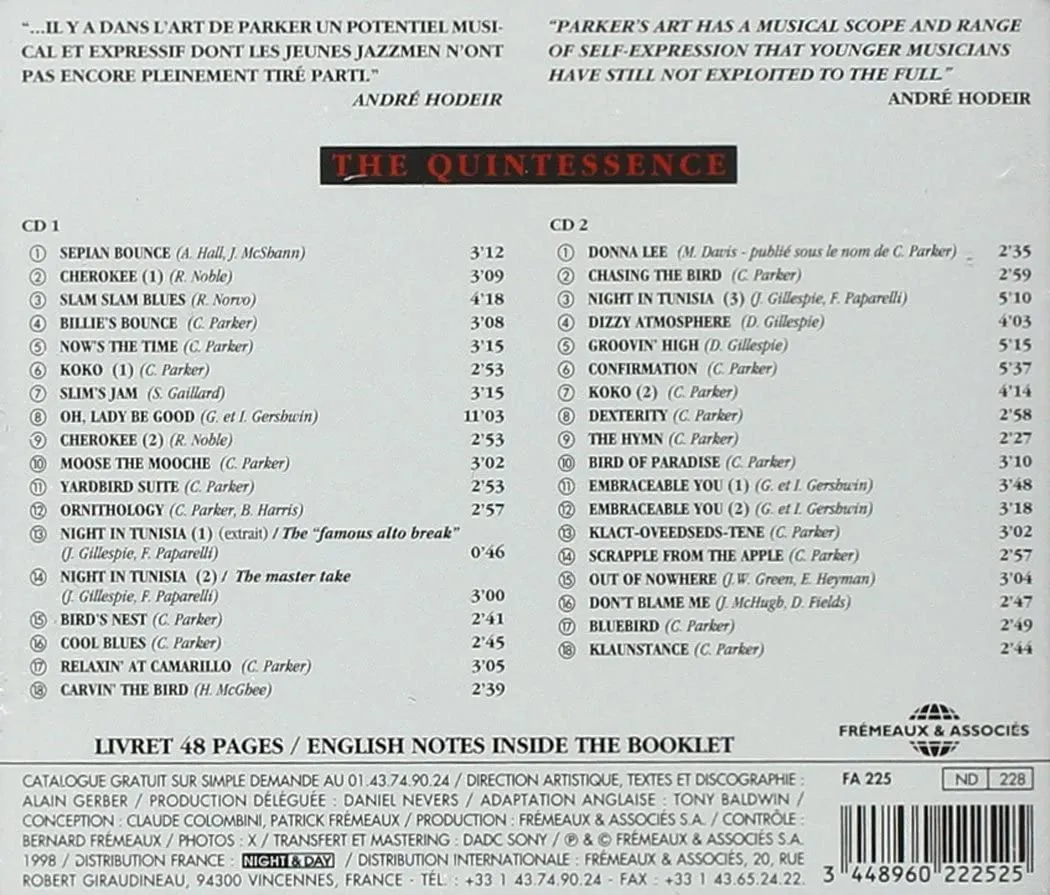 “...IL Y A DANS L'ART DE PARKER UN POTENTIEL MUSI-
CAL ET EXPRESSIF DONT LES JEUNES JAZZMEN N'ONT
PAS ENCORE PLEINEMENT TIRÉ PARTI.”
ANDRÉ HODEIR
“PARKER'S ART HAS A MUSICAL SCOPE AND RANGE
OF SELF-EXPRESSION THAT YOUNGER MUSICIANS
HAVE STILL NOT EXPLOITED TO THE FULL”
ANDRÉ HODEIR
THE QUINTESSENCE
CD 1
① SEPIAN BOUNCE (A. Hall, J. McShann) 3'12
② CHEROKEE (1) (R. Noble) 3'09
③ SLAM SLAM BLUES (R. Norvo) 4'18
④ BILLIE'S BOUNCE (C. Parker) 3'08
⑤ NOW'S THE TIME (C. Parker) 3'15
⑥ KOKO (1) (C. Parker) 2'53
⑦ SLIM'S JAM (S. Gaillard) 3'15
⑧ OH, LADY BE GOOD (G. et I. Gershwin) 11'03
⑨ CHEROKEE (2) (R. Noble) 2'53
⑩ MOOSE THE MOOCHE (C. Parker) 3'02
⑪ YARDBIRD SUITE (C. Parker) 2'53
⑫ ORNITHOLOGY (C. Parker, B. Harris) 2'57
⑬ NIGHT IN TUNISIA (1) (extrait) / The “famous alto break”
(J. Gillespie, F. Paparelli) 0'46
⑭ NIGHT IN TUNISIA (2) / The master take
(J. Gillespie, F. Paparelli) 3'00
⑮ BIRD'S NEST (C. Parker) 2'41
⑯ COOL BLUES (C. Parker) 2'45
⑰ RELAXIN' AT CAMARILLO (C. Parker) 3'05
⑱ CARVIN' THE BIRD (H. McGhee) 2'39
CD 2
① DONNA LEE (M. Davis - publié sous le nom de C. Parker) 2'35
② CHASING THE BIRD (C. Parker) 2'59
③ NIGHT IN TUNISIA (3) (J. Gillespie, F. Paparelli) 5'10
④ DIZZY ATMOSPHERE (D. Gillespie) 4'03
⑤ GROOVIN' HIGH (D. Gillespie) 5'15
⑥ CONFIRMATION (C. Parker) 5'37
⑦ KOKO (2) (C. Parker) 4'14
⑧ DEXTERITY (C. Parker) 2'58
⑨ THE HYMN (C. Parker) 2'27
⑩ BIRD OF PARADISE (C. Parker) 3'10
⑪ EMBRACEABLE YOU (1) (G. et I. Gershwin) 3'48
⑫ EMBRACEABLE YOU (2) (G. et I. Gershwin) 3'18
⑬ KLACT-OVEEDSEDS-TENE (C. Parker) 3'02
⑭ SCRAPPLE FROM THE APPLE (C. Parker) 2'57
⑮ OUT OF NOWHERE (J.W. Green, E. Heyman) 3'04
⑯ DON'T BLAME ME (J. McHugh, D. Fields) 2'47
⑰ BLUEBIRD (C. Parker) 2'49
⑱ KLAUNSTANCE (C. Parker) 2'44
LIVRET 48 PAGES / ENGLISH NOTES INSIDE THE BOOKLET
FRÉMEAUX & ASSOCIÉS
CATALOGUE GRATUIT SUR SIMPLE DEMANDE AU 01.43.74.90.24 / DIRECTION ARTISTIQUE, TEXTES ET DISCOGRAPHIE :
ALAIN GERBER / PRODUCTION DÉLÉGUÉE : DANIEL NEVERS / ADAPTATION ANGLAISE : TONY BALDWIN /
CONCEPTION : CLAUDE COLOMBINI, PATRICK FRÉMEAUX / PRODUCTION : FRÉMEAUX & ASSOCIÉS S.A. / CONTRÔLE :
BERNARD FRÉMEAUX / PHOTOS : X / TRANSFERT ET MASTERING : DADC SONY / ℗ & © FRÉMEAUX & ASSOCIÉS S.A.
1998 / DISTRIBUTION FRANCE : NIGHT & DAY / DISTRIBUTION INTERNATIONALE : FRÉMEAUX & ASSOCIÉS, 20, RUE
ROBERT GIRAUDINEAU, 94300 VINCENNES, FRANCE - TÉL. : +33 1 43.74.90.24 - FAX : +33 1 43.65.24.22.
FA 225
ND 228
3 448960 222525